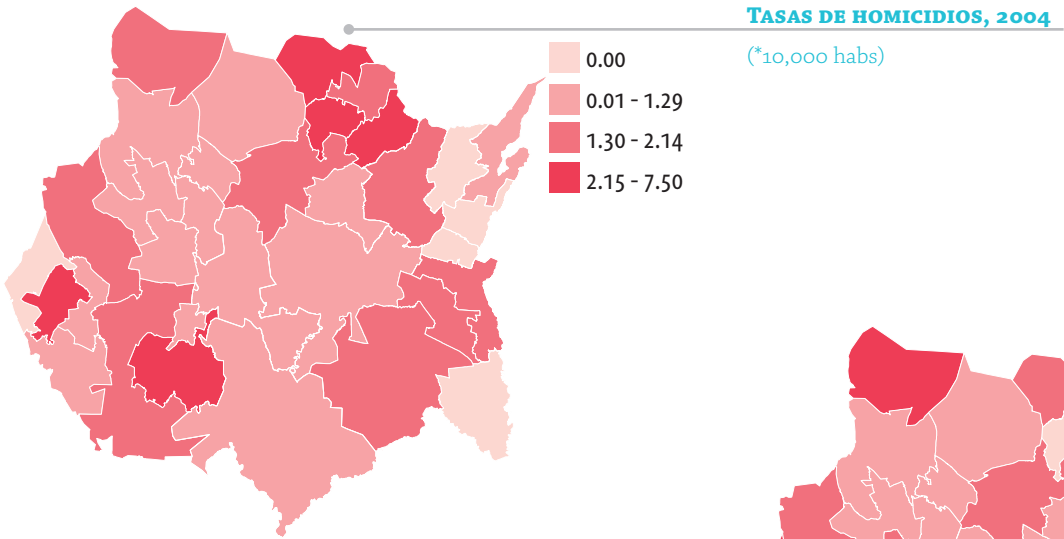 TASAS DE HOMICIDIOS, 2004
(*10,000 habs)
0.00
0.01 - 1.29
1.30 - 2.14
2.15 - 7.50